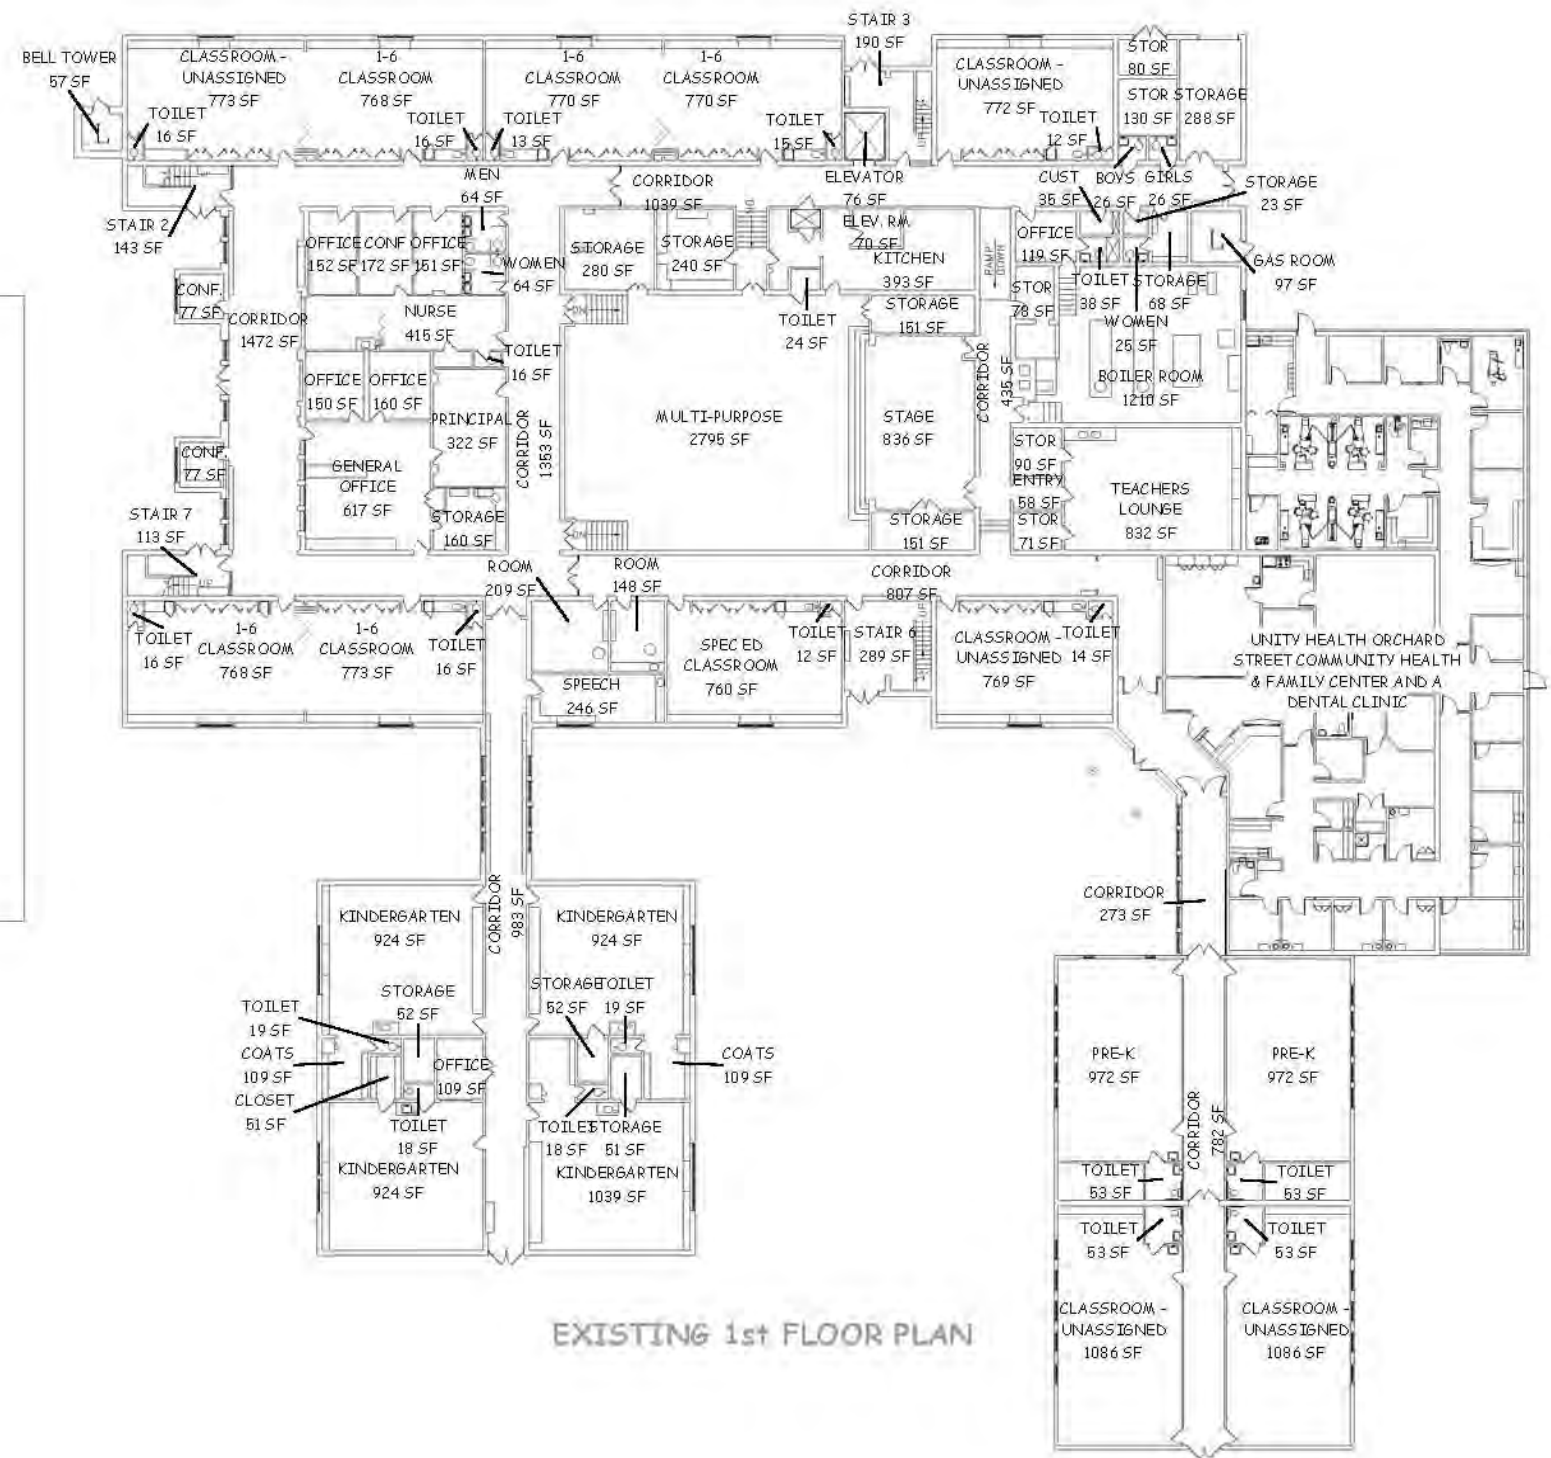 STAIR 3
190 SF
BELL TOWER
57 SF
CLASSROOM -
UNASSIGNED
773 SF
1-6
CLASSROOM
768 SF
1-6
CLASSROOM
770 SF
1-6
CLASSROOM
770 SF
CLASSROOM -
UNASSIGNED
772 SF
STOR
80 SF
STOR
130 SF
STORAGE
288 SF
TOILET
16 SF
TOILET
16 SF
TOILET
13 SF
TOILET
15 SF
TOILET
12 SF
UP
MEN
64 SF
CORRIDOR
1039 SF
ELEVATOR
76 SF
CUST
35 SF
BOYS
26 SF
GIRLS
26 SF
STORAGE
23 SF
STAIR 2
143 SF
OFFICE
152 SF
CONF
172 SF
OFFICE
151 SF
WOMEN
64 SF
STORAGE
280 SF
STORAGE
240 SF
DN
ELEV. RM.
70 SF
KITCHEN
393 SF
RAMP
DOWN
OFFICE
119 SF
TOILET
38 SF
STORAGE
68 SF
GAS ROOM
97 SF
CONF.
77 SF
CORRIDOR
1472 SF
NURSE
415 SF
TOILET
16 SF
DN
TOILET
24 SF
STORAGE
151 SF
STOR
78 SF
WOMEN
25 SF
BOILER ROOM
1210 SF
OFFICE
150 SF
OFFICE
160 SF
PRINCIPAL
322 SF
CORRIDOR
1353 SF
MULTI-PURPOSE
2795 SF
STAGE
836 SF
CORRIDOR
435 SF
CONF.
77 SF
GENERAL
OFFICE
617 SF
STORAGE
160 SF
STOR
90 SF
ENTRY
58 SF
STOR
71 SF
TEACHERS
LOUNGE
832 SF
STAIR 7
113 SF
UP
DN
STORAGE
151 SF
ROOM
209 SF
ROOM
148 SF
CORRIDOR
807 SF
TOILET
16 SF
1-6
CLASSROOM
768 SF
1-6
CLASSROOM
773 SF
TOILET
16 SF
SPEECH
246 SF
SPEC ED
CLASSROOM
760 SF
TOILET
12 SF
STAIR 6
289 SF
UP
CLASSROOM -
UNASSIGNED
769 SF
TOILET
14 SF
UNITY HEALTH ORCHARD
STREET COMMUNITY HEALTH
& FAMILY CENTER AND A
DENTAL CLINIC
KINDERGARTEN
924 SF
CORRIDOR
983 SF
KINDERGARTEN
924 SF
CORRIDOR
273 SF
STORAGE
52 SF
STORAGE
52 SF
TOILET
19 SF
TOILET
19 SF
COATS
109 SF
CLOSET
51 SF
OFFICE
109 SF
COATS
109 SF
TOILET
18 SF
TOILET
18 SF
STORAGE
51 SF
KINDERGARTEN
924 SF
KINDERGARTEN
1039 SF
PRE-K
972 SF
PRE-K
972 SF
CORRIDOR
782 SF
TOILET
53 SF
TOILET
53 SF
TOILET
53 SF
TOILET
53 SF
CLASSROOM -
UNASSIGNED
1086 SF
CLASSROOM -
UNASSIGNED
1086 SF
EXISTING 1st FLOOR PLAN